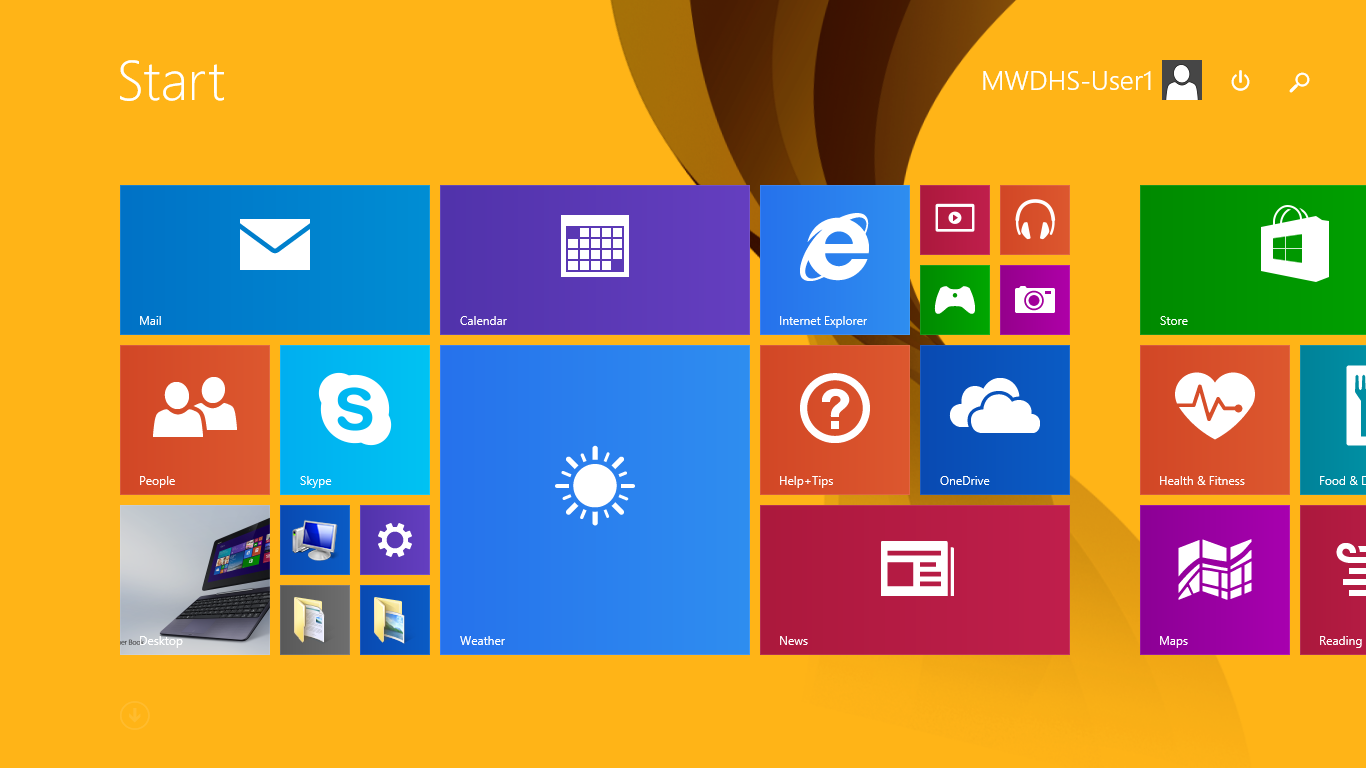 Start
MWDHS-User1
Mail
Calendar
Internet Explorer
Store
People
Skype
Help+Tips
OneDrive
Health & Fitness
Food & D
Desktop
Weather
News
Maps
Reading